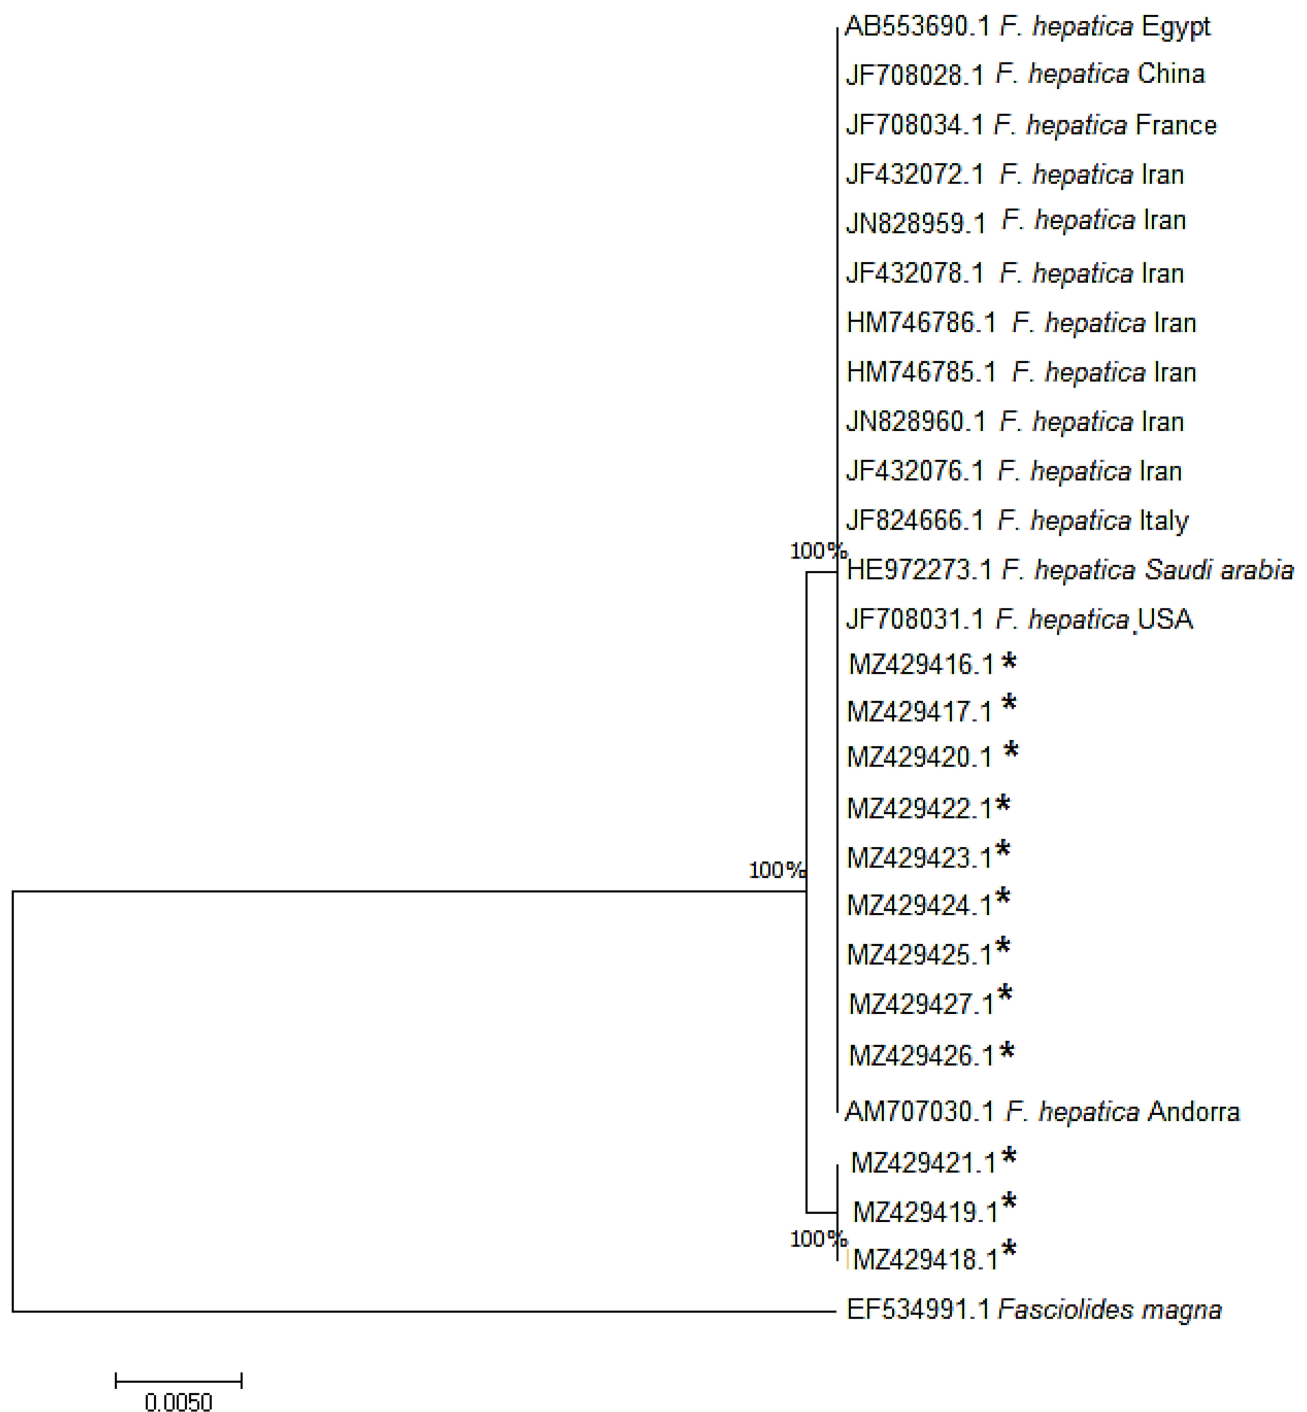 AB553690.1 F. hepatica Egypt
JF708028.1 F. hepatica China
JF708034.1 F. hepatica France
JF432072.1 F. hepatica Iran
JN828959.1 F. hepatica Iran
JF432078.1 F. hepatica Iran
HM746786.1 F. hepatica Iran
HM746785.1 F. hepatica Iran
JN828960.1 F. hepatica Iran
JF432076.1 F. hepatica Iran
JF824666.1 F. hepatica Italy
100%
HE972273.1 F. hepatica Saudi arabia
JF708031.1 F. hepatica USA
MZ429416.1*
MZ429417.1*
MZ429420.1 *
MZ429422.1*
MZ429423.1*
100%
MZ429424.1*
MZ429425.1*
MZ429427.1*
MZ429426.1*
AM707030.1 F. hepatica Andorra
MZ429421.1*
MZ429419.1*
100%
MZ429418.1*
EF534991.1 Fasciolides magna
0.0050